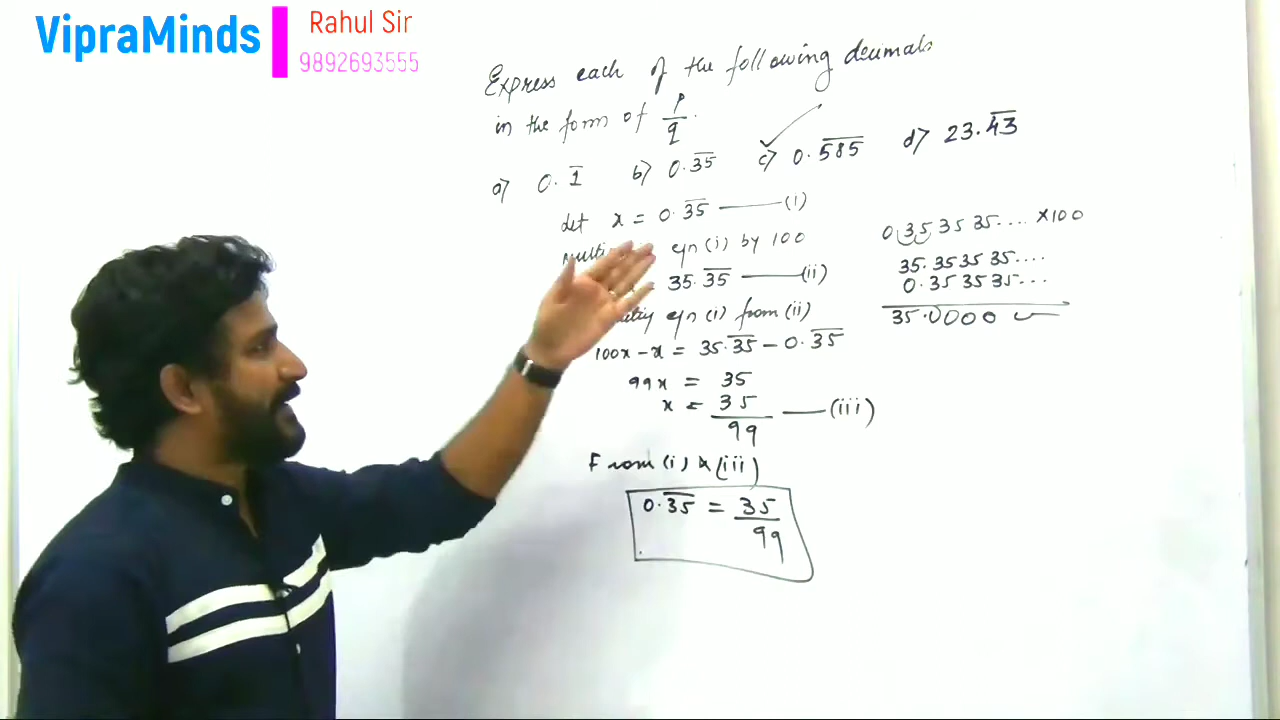 VipraMinds
Rahul Sir
9892693555
Express each of the following decimals
in the form of p/q.
a) 0.1̅ b) 0.3̅5̅ c) 0.5̅8̅5̅ d) 23.4̅3̅
Let x = 0.3̅5̅ —— (i)
eqn (i) by 100
= 35.3̅5̅ —— (ii)
eqn (i) from (ii)
100x - x = 35.3̅5̅ - 0.3̅5̅
99x = 35
x = 35/99 —— (iii)
From (i) & (iii)
0.3̅5̅ = 35/99
0.35 35 35.... ×100
35.35 35 35....
0.35 35 35...
35.0000